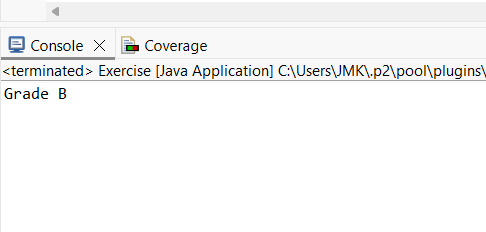 Console Coverage
<terminated> Exercise [Java Application] C:\Users\JMK\.p2\pool\plugins\
Grade B